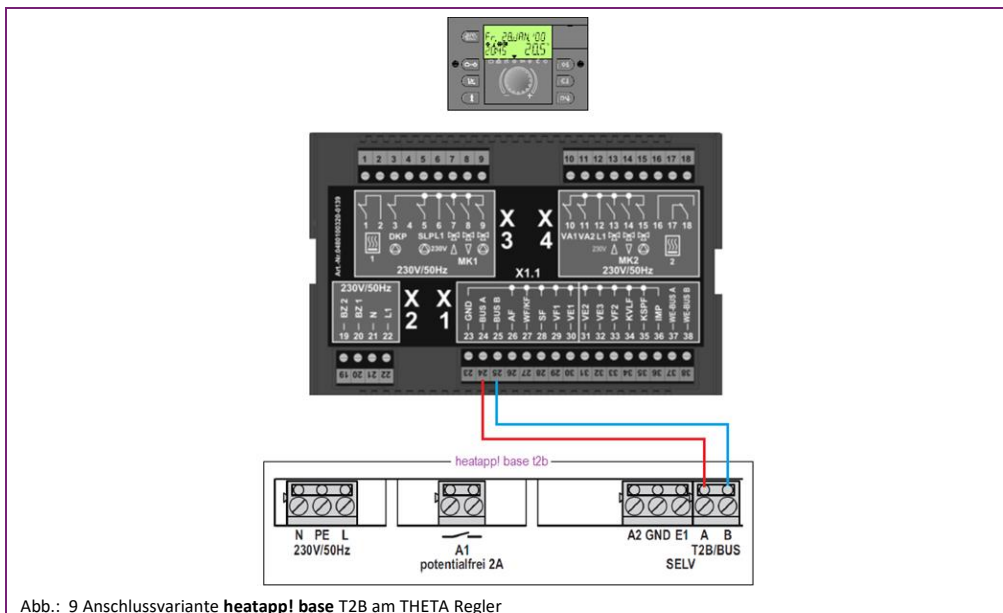 Fr, 28.JAN.'00
20:45 20.5°
1 2 3 4 5 6 7 8 9
10 11 12 13 14 15 16 17 18
Art.-Nr.0480100320-0139
1 2 3 4 5 6 7 8 9
DKP SLP L1
230V
1
MK1
230V/50Hz
X
3
X
4
10 11 12 13 14 15 16 17 18
VA1 VA2 L1
230V
MK2
2
230V/50Hz
X1.1
230V/50Hz
BZ 2
BZ 1
N
L1
19 20 21 22
X
2
X
1
GND
BUS A
BUS B
AF
WF/KF
SF
VF1
VE1
VE2
VE3
VF2
KVLF
KSPF
IMP
WE-BUS A
WE-BUS B
23 24 25 26 27 28 29 30 31 32 33 34 35 36 37 38
19 20 21 22
23 24 25 26 27 28 29 30 31 32 33 34 35 36 37 38
heatapp! base t2b
N PE L
230V/50Hz
A1
potentialfrei 2A
A2 GND E1 A B
T2B/BUS
SELV
Abb.: 9 Anschlussvariante heatapp! base T2B am THETA Regler